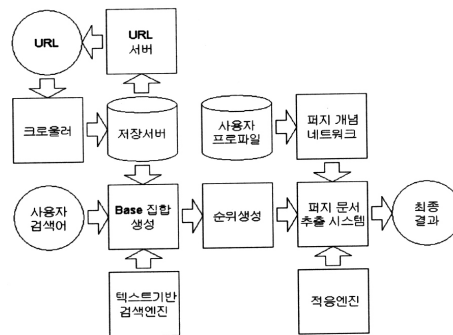 URL
URL
서버
크로울러
저장서버
사용자
프로파일
퍼지 개념
네트워크
사용자
검색어
Base 집합
생성
순위생성
퍼지 문서
추출 시스템
최종
결과
텍스트기반
검색엔진
적응엔진